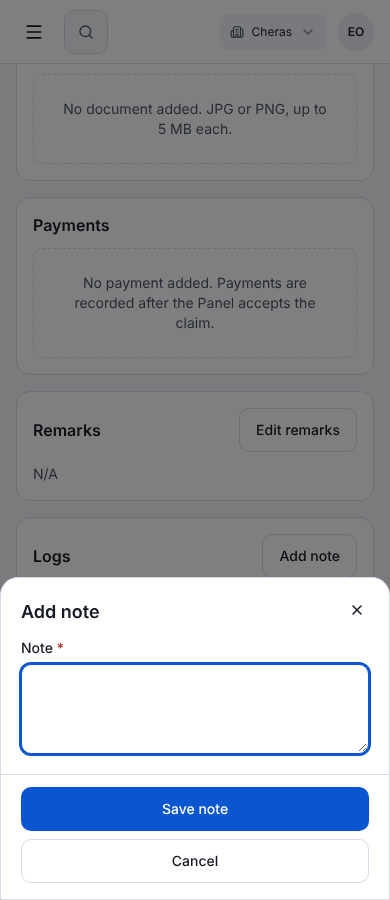 Cheras
EO
No document added. JPG or PNG, up to
5 MB each.
Payments
No payment added. Payments are
recorded after the Panel accepts the
claim.
Remarks
Edit remarks
N/A
Logs
Add note
Add note
Note *
Save note
Cancel